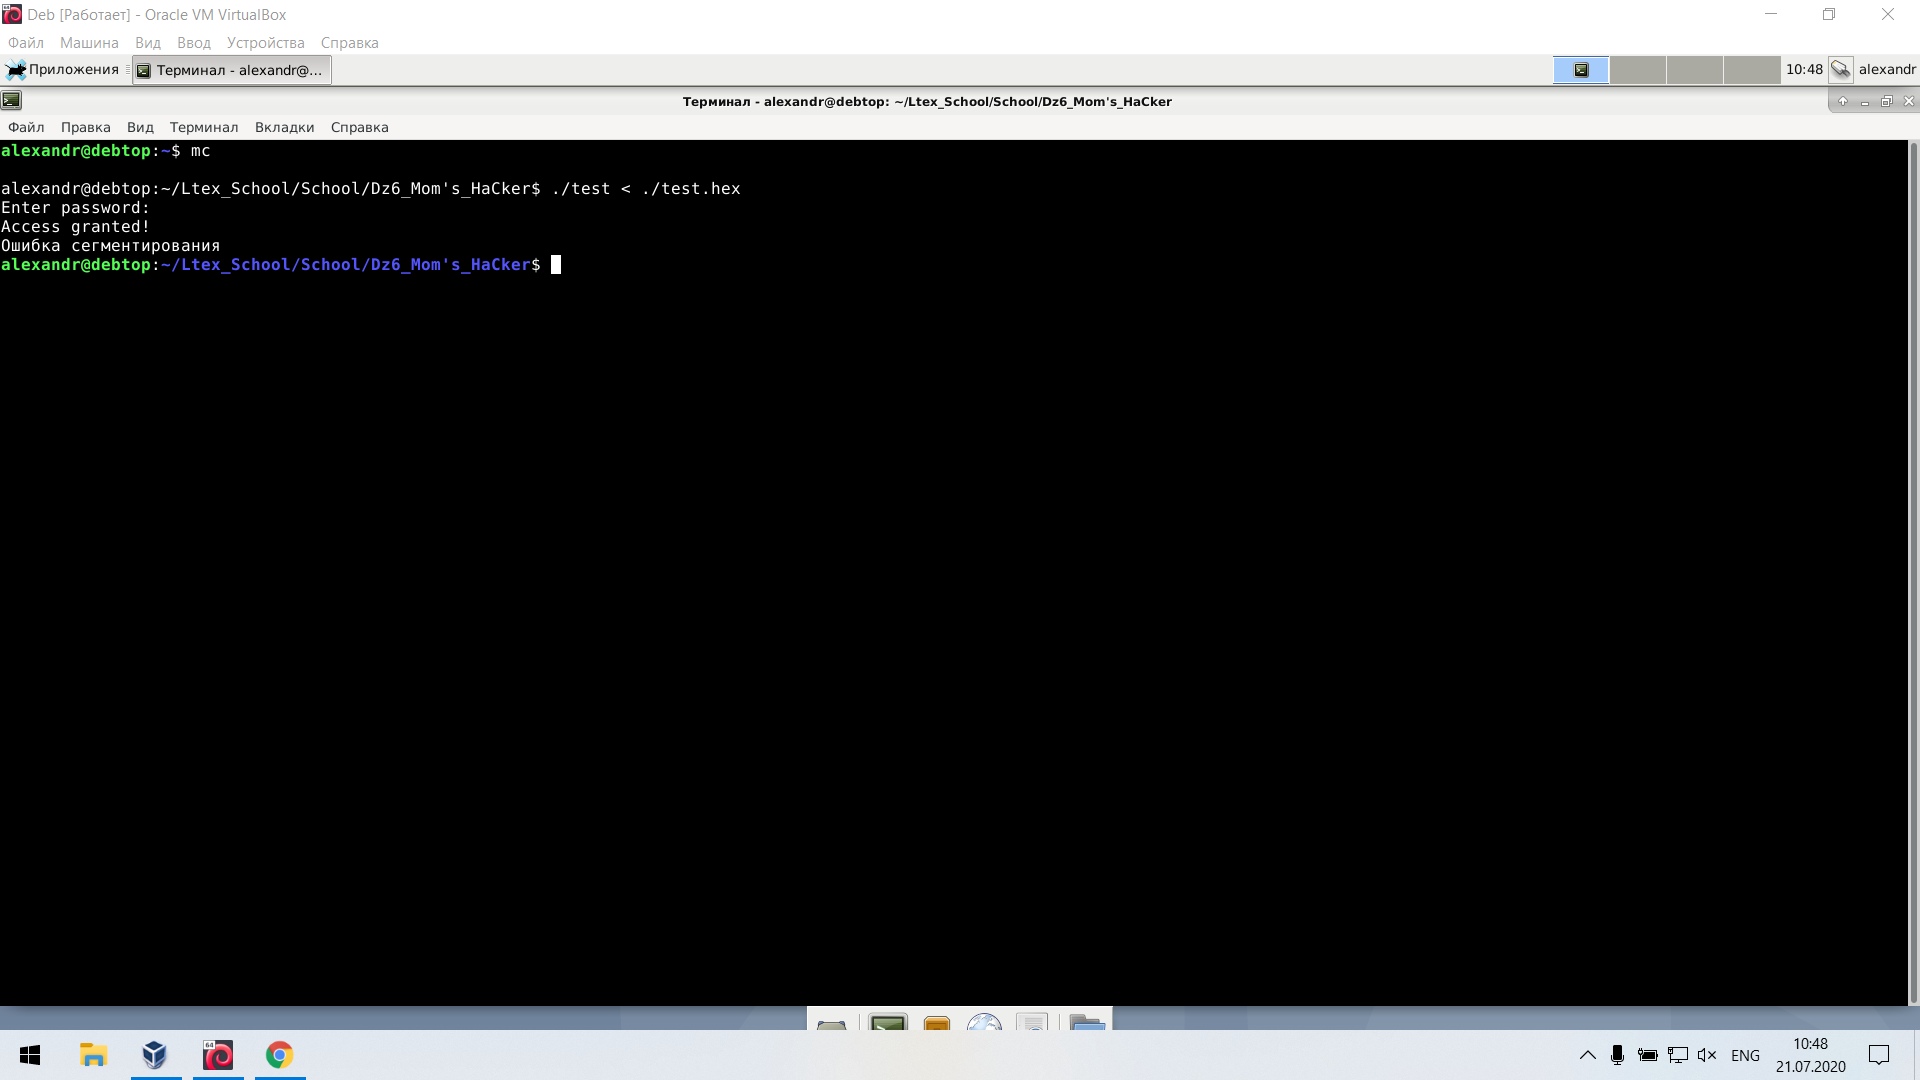 Deb [Работает] - Oracle VM VirtualBox
Файл Машина Вид Ввод Устройства Справка
Приложения Терминал - alexandr@... 10:48 alexandr
Терминал - alexandr@debtop: ~/Ltex_School/School/Dz6_Mom's_HaCker
Файл Правка Вид Терминал Вкладки Справка
alexandr@debtop:~$ mc
alexandr@debtop:~/Ltex_School/School/Dz6_Mom's_HaCker$ ./test < ./test.hex
Enter password:
Access granted!
Ошибка сегментирования
alexandr@debtop:~/Ltex_School/School/Dz6_Mom's_HaCker$
64
ENG
10:48
21.07.2020